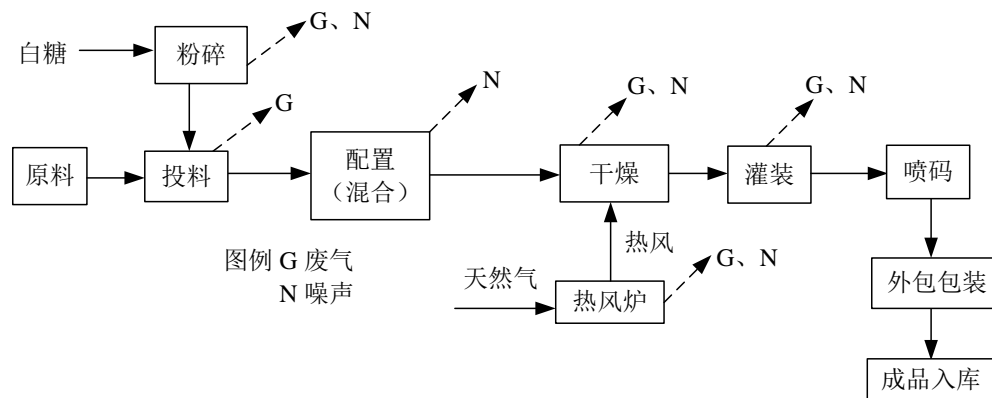 白糖
粉碎
G、N
G
N
G、N
G、N
原料
投料
配置
（混合）
干燥
灌装
喷码
热风
图例 G 废气
N 噪声
天然气
热风炉
G、N
外包包装
成品入库